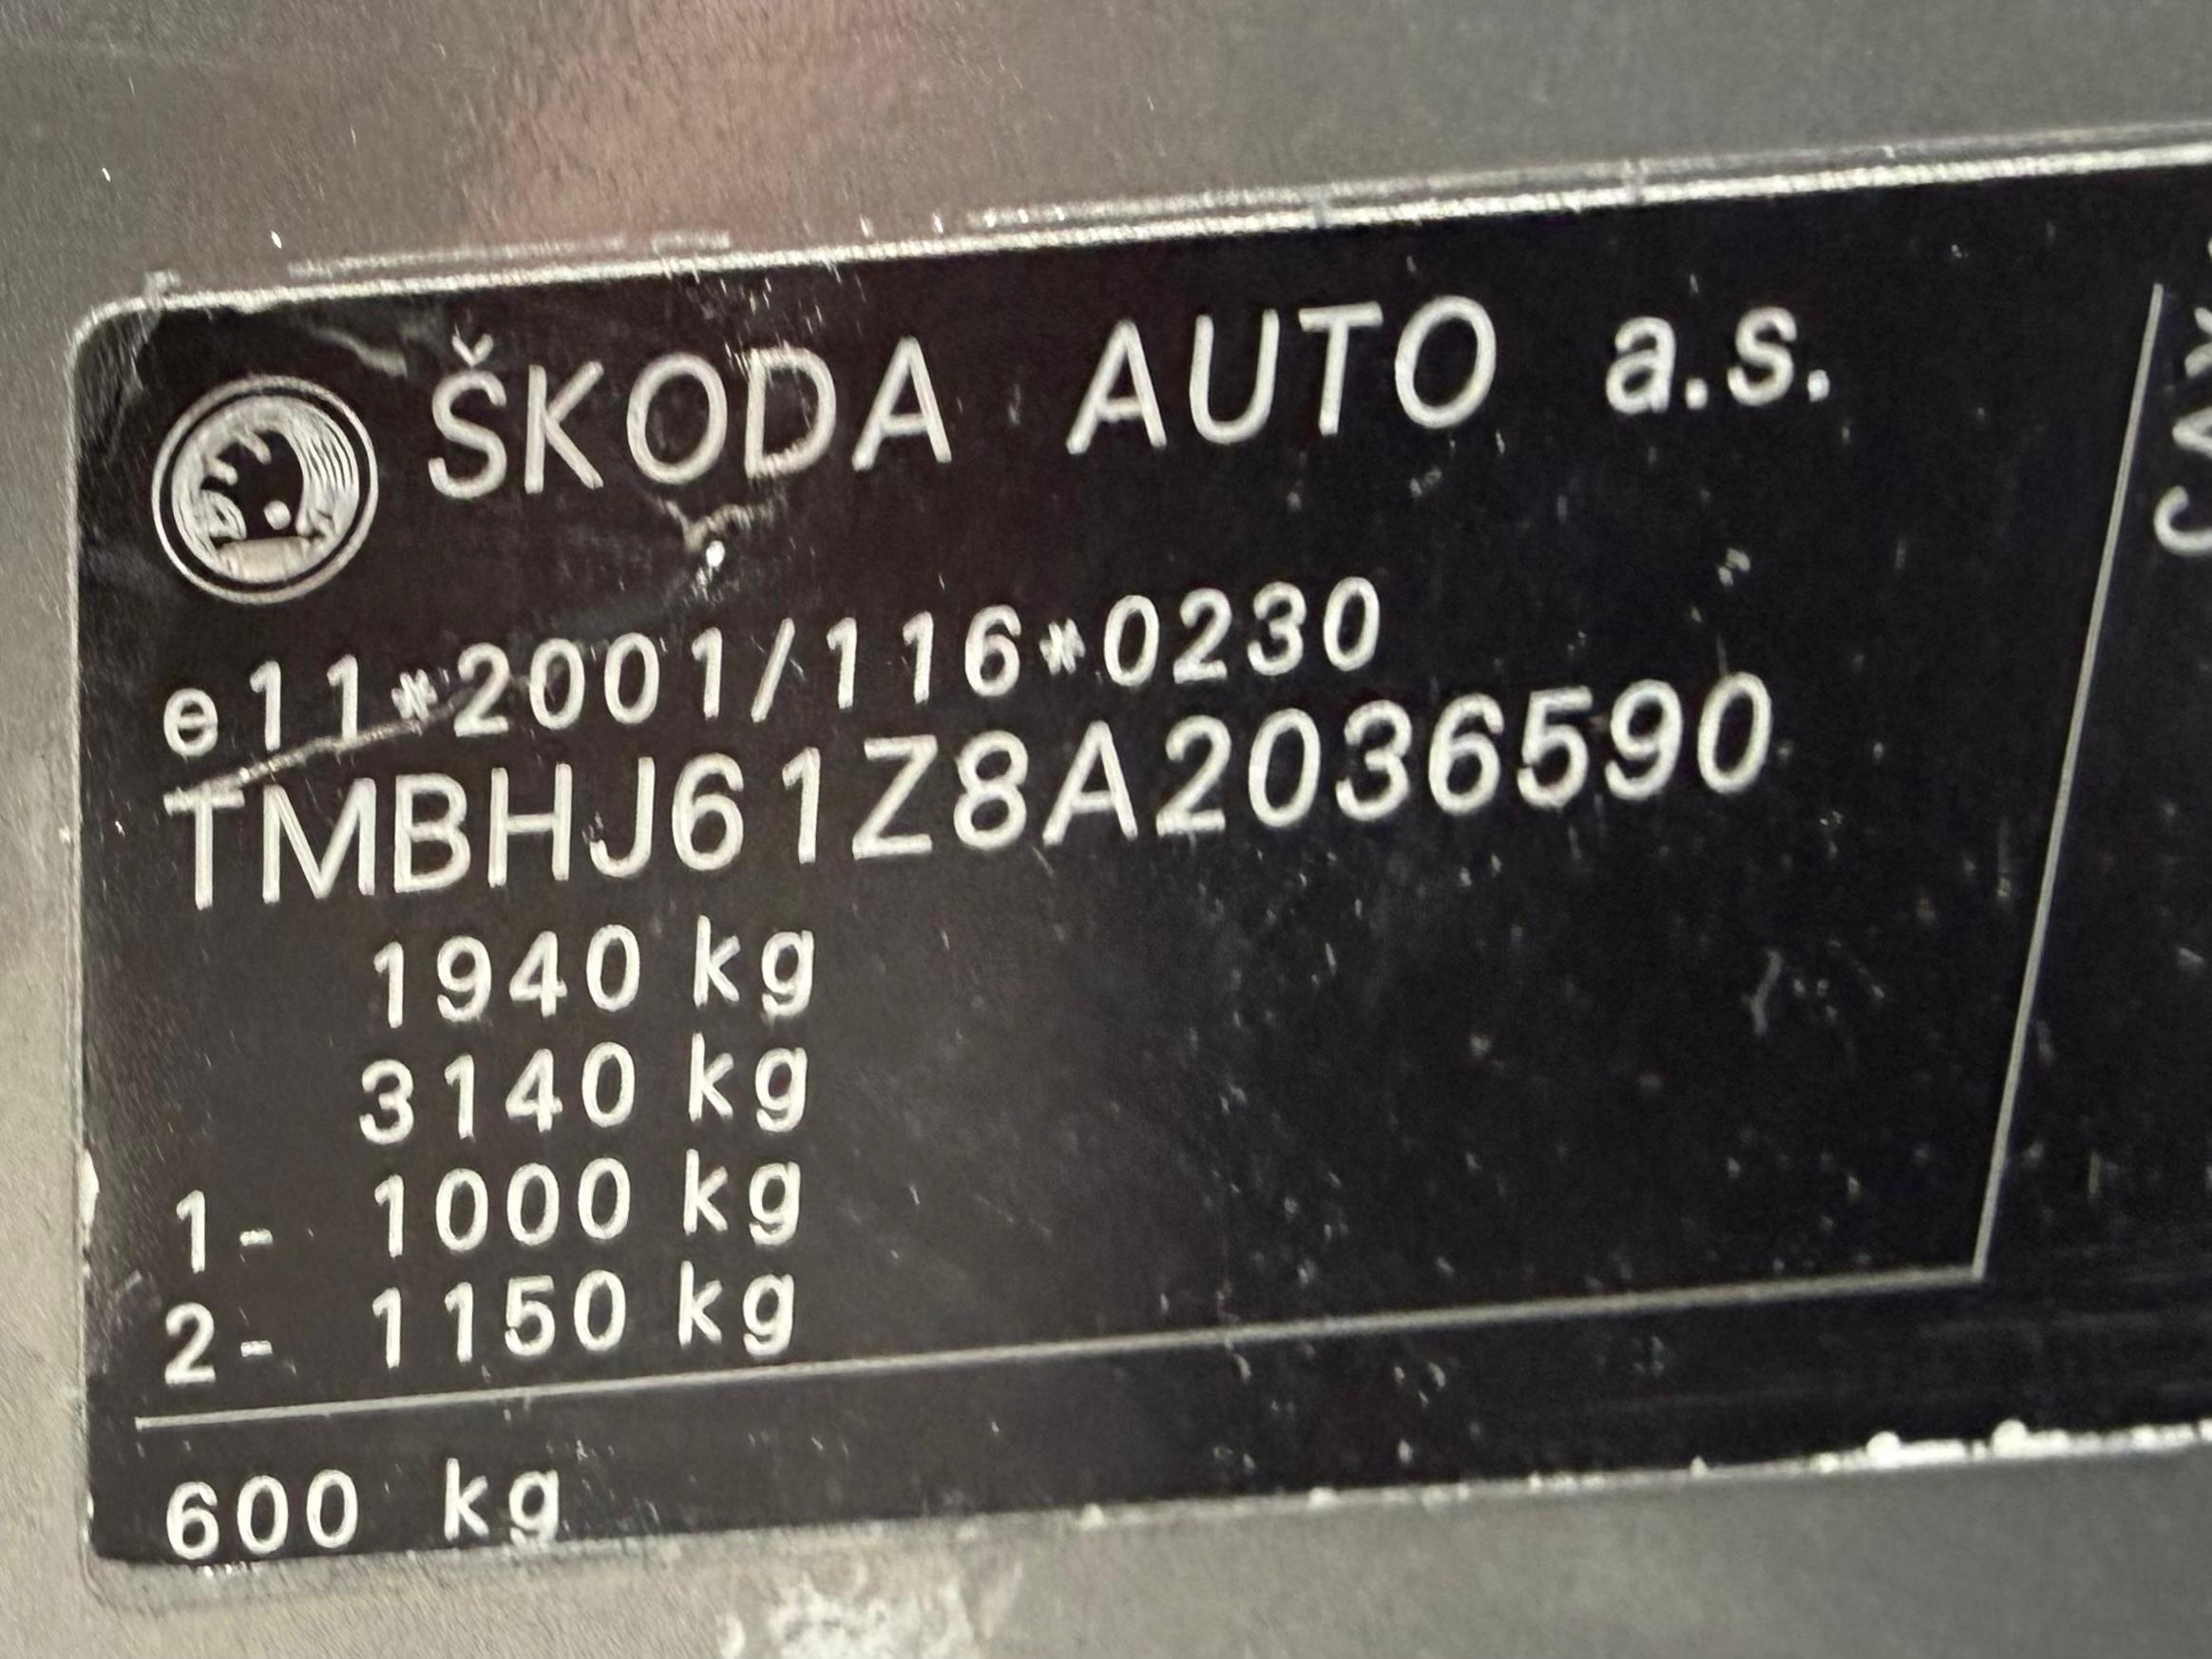 ŠKODA AUTO a.s.
e11*2001/116*0230
TMBHJ61Z8A2036590
1940 kg
3140 kg
1- 1000 kg
2- 1150 kg
600 kg